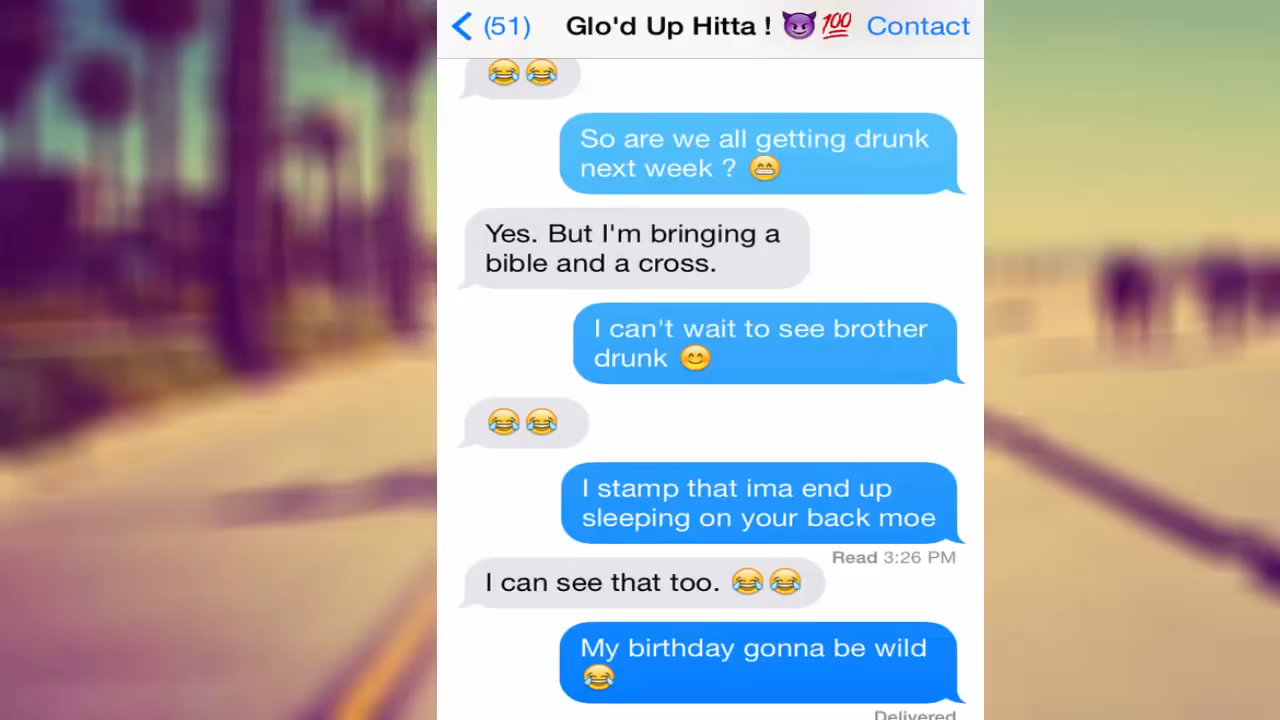 (51) Glo'd Up Hitta ! 😈💯 Contact
😂😂
So are we all getting drunk
next week ? 😁
Yes. But I'm bringing a
bible and a cross.
I can't wait to see brother
drunk 😊
😂😂
I stamp that ima end up
sleeping on your back moe
Read 3:26 PM
I can see that too. 😂😂
My birthday gonna be wild
😂
Delivered